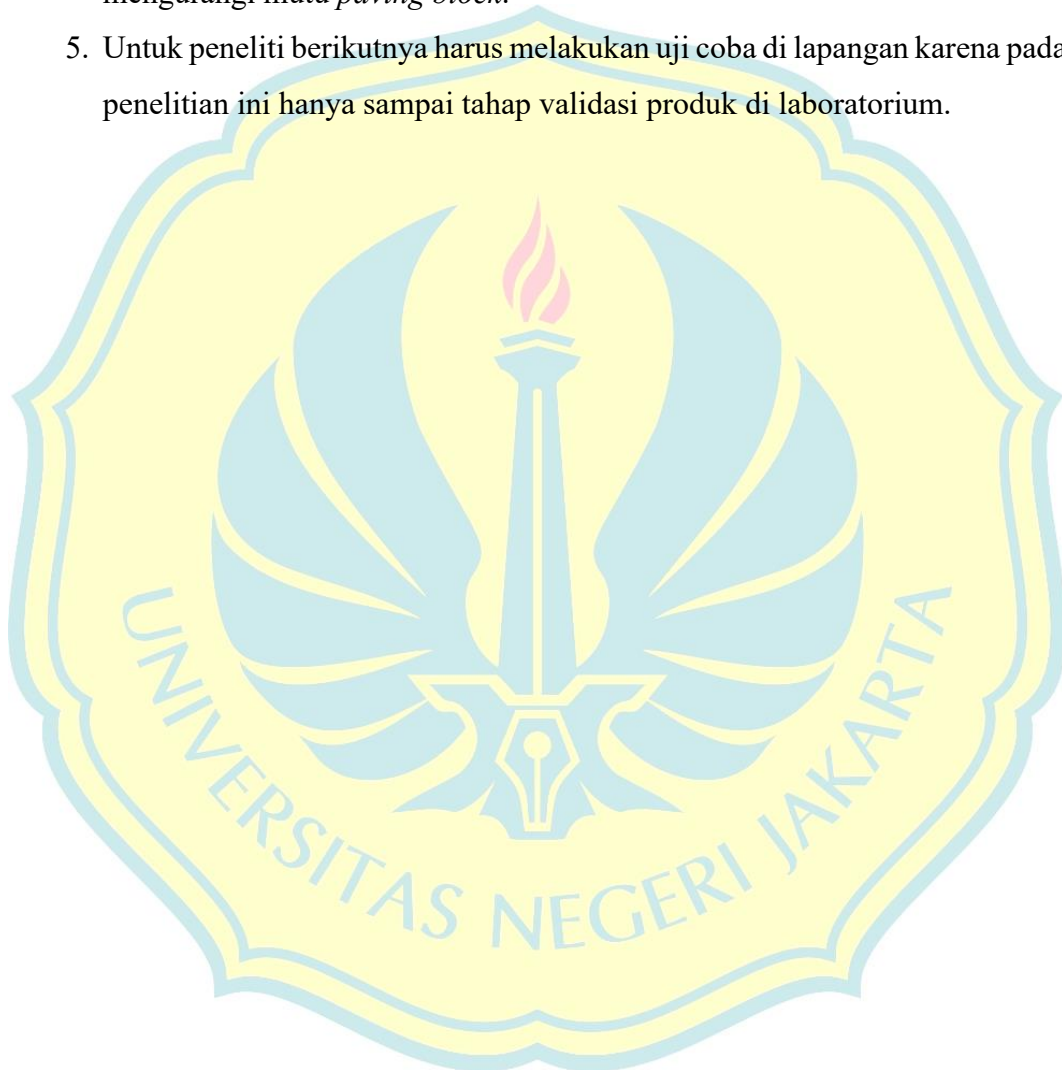 mengurangi mutu paving block.
5. Untuk peneliti berikutnya harus melakukan uji coba di lapangan karena pada
penelitian ini hanya sampai tahap validasi produk di laboratorium.
UNIVERSITAS NEGERI JAKARTA